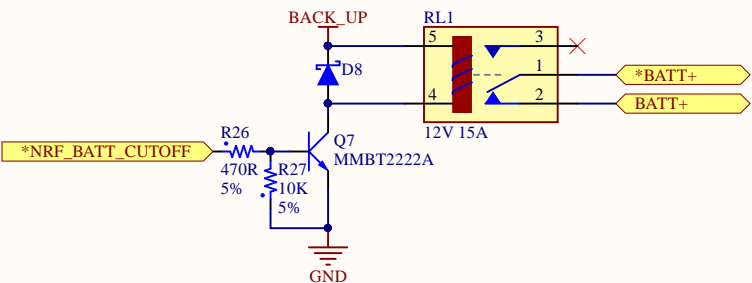 BACK_UP
RL1
5
3
D8
1
*BATT+
4
2
BATT+
12V 15A
R26
Q7
*NRF_BATT_CUTOFF
MMBT2222A
470R
R27
5%
10K
5%
GND